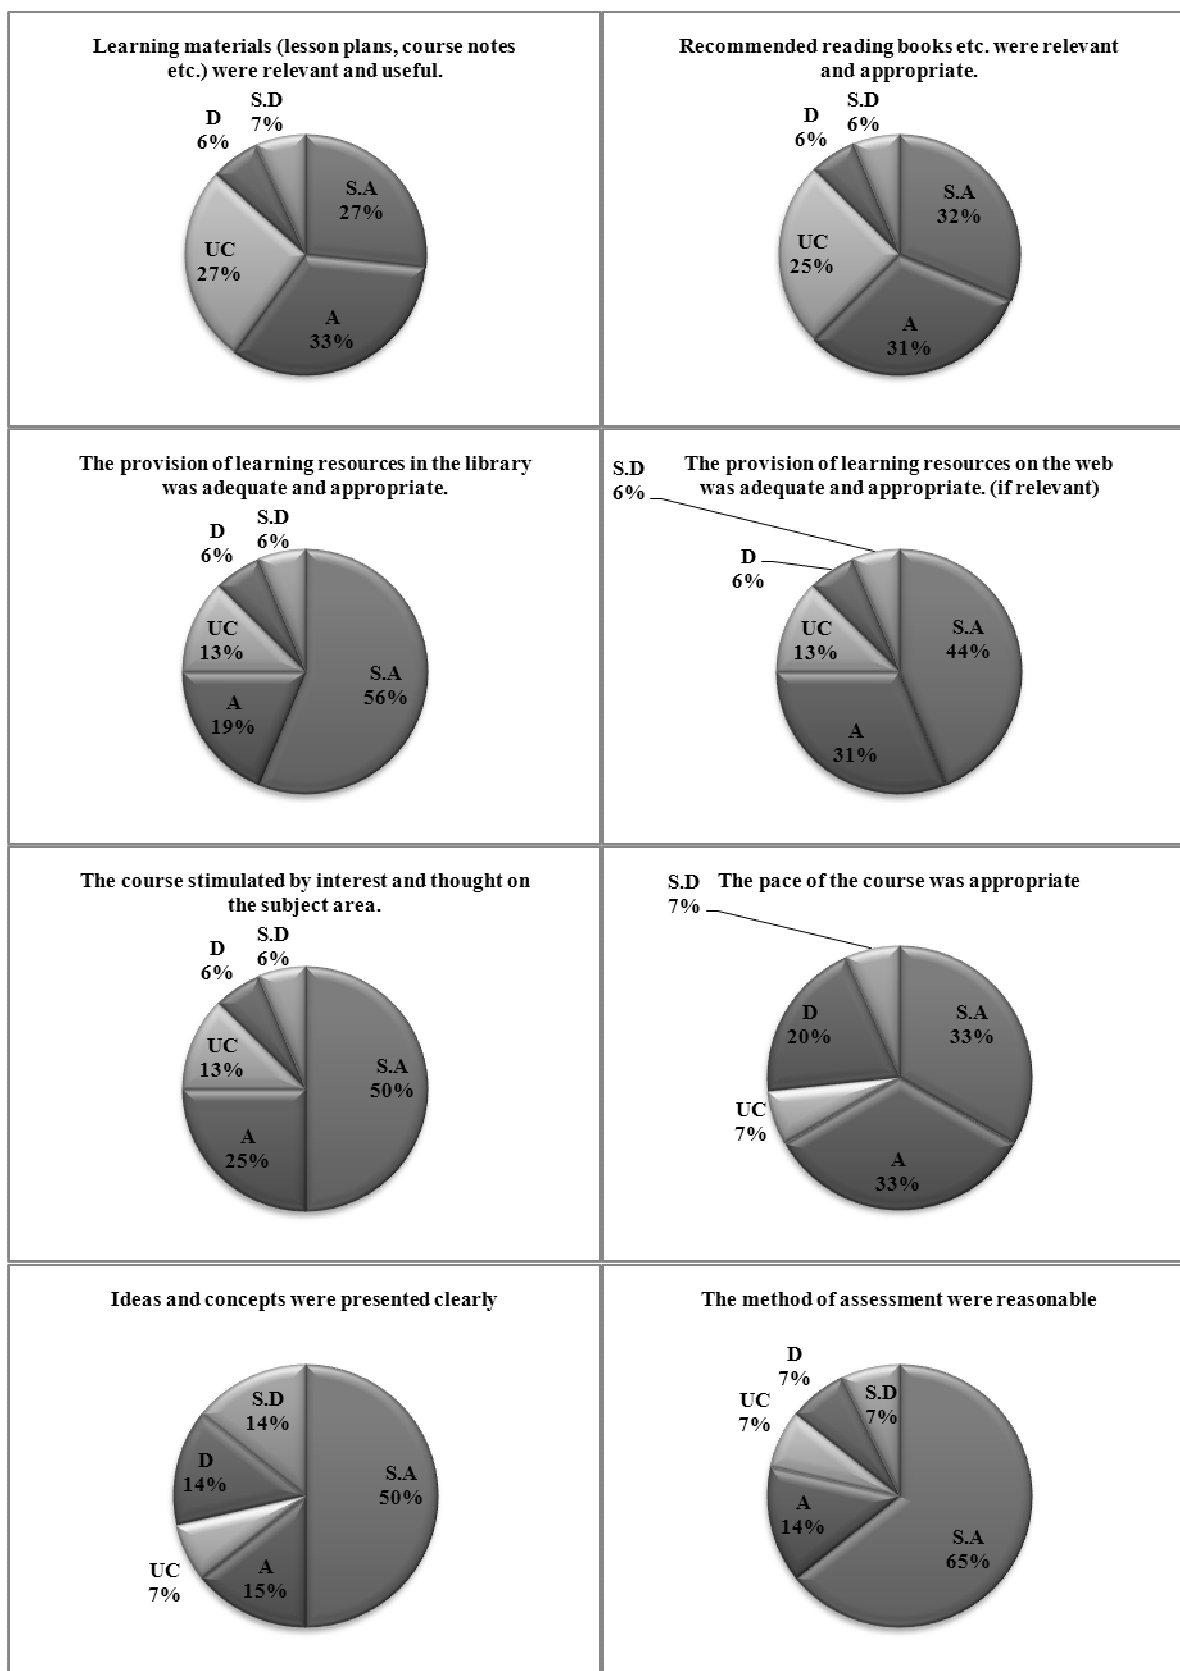 Learning materials (lesson plans, course notes
etc.) were relevant and useful.
S.D
7%
D
6%
S.A
27%
UC
27%
A
33%
Recommended reading books etc. were relevant
and appropriate.
S.D
6%
D
6%
S.A
32%
UC
25%
A
31%
The provision of learning resources in the library
was adequate and appropriate.
S.D
6%
D
6%
UC
13%
S.A
56%
A
19%
The provision of learning resources on the web
was adequate and appropriate. (if relevant)
S.D
6%
D
6%
UC
13%
S.A
44%
A
31%
The course stimulated by interest and thought on
the subject area.
S.D
6%
D
6%
UC
13%
S.A
50%
A
25%
The pace of the course was appropriate
S.D
7%
D
20%
S.A
33%
UC
7%
A
33%
Ideas and concepts were presented clearly
S.D
14%
D
14%
S.A
50%
UC
7%
A
15%
The method of assessment were reasonable
D
7%
S.D
7%
UC
7%
A
14%
S.A
65%